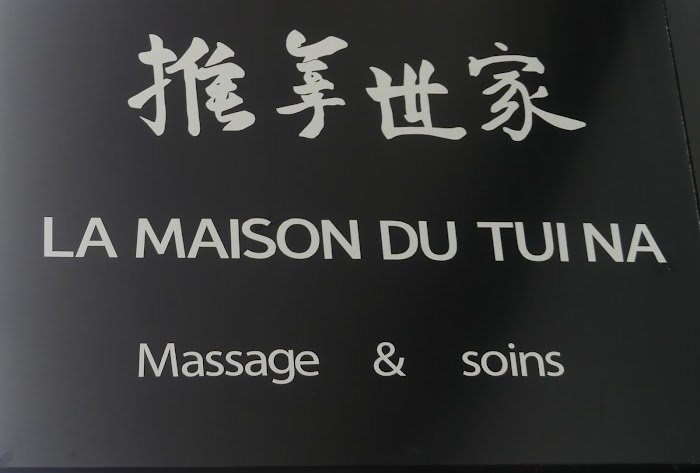 推拿世家
LA MAISON DU TUI NA
Massage & soins